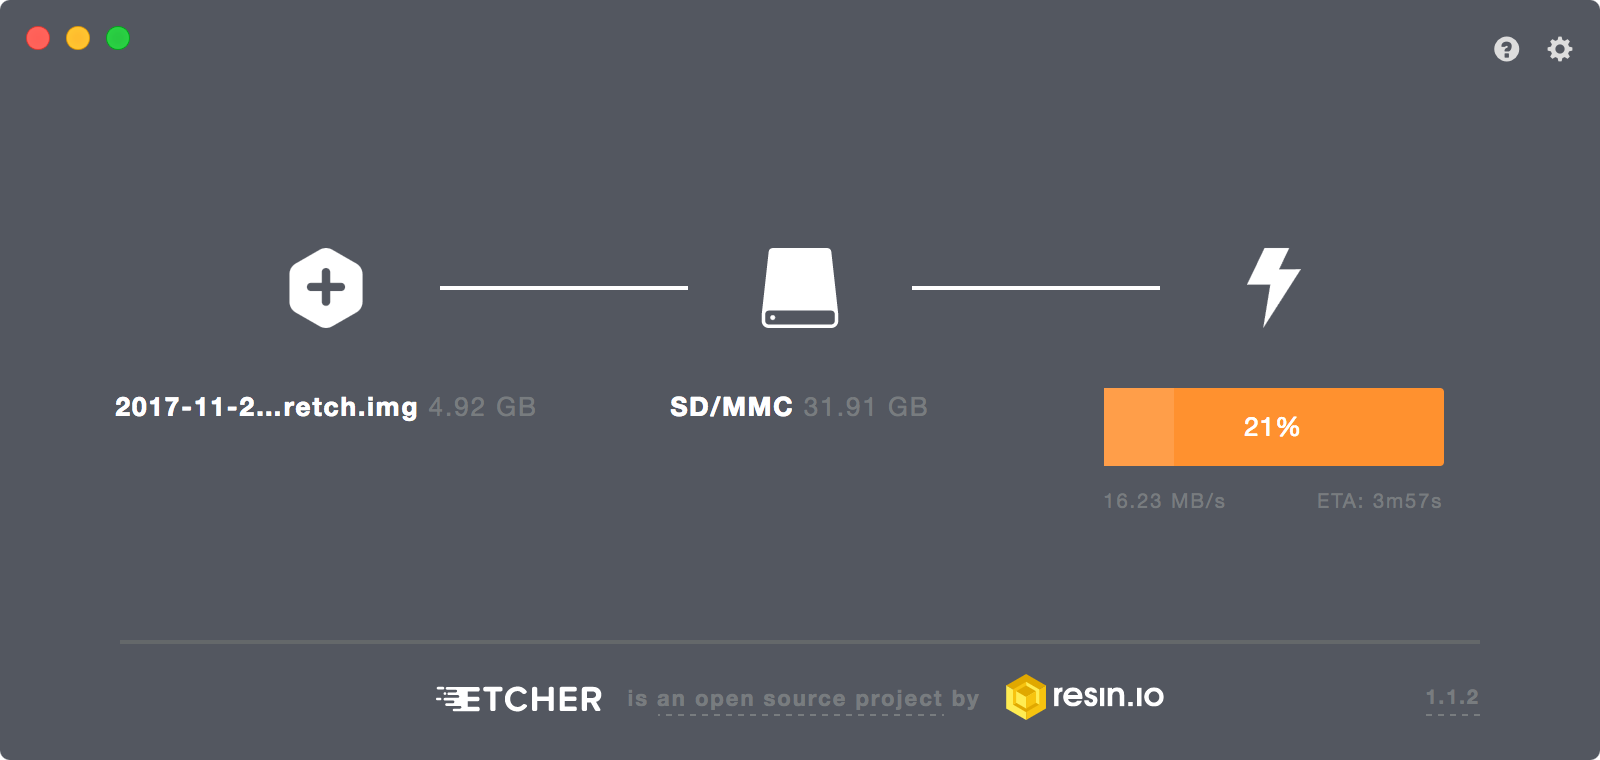 2017-11-2...retch.img 4.92 GB
SD/MMC 31.91 GB
21%
16.23 MB/s ETA: 3m57s
ETCHER is an open source project by resin.io 1.1.2